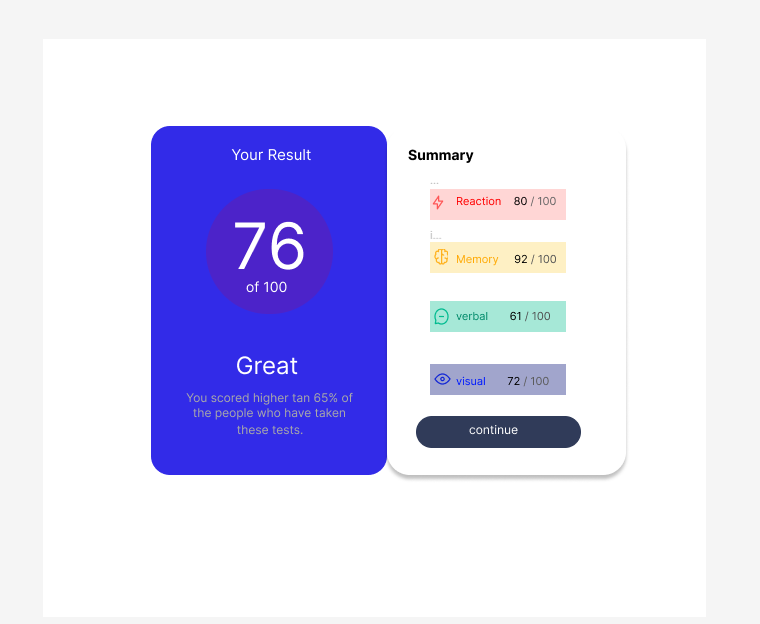 Your Result
76
of 100
Great
You scored higher tan 65% of
the people who have taken
these tests.
Summary
...
Reaction 80 / 100
i...
Memory 92 / 100
verbal 61 / 100
visual 72 / 100
continue